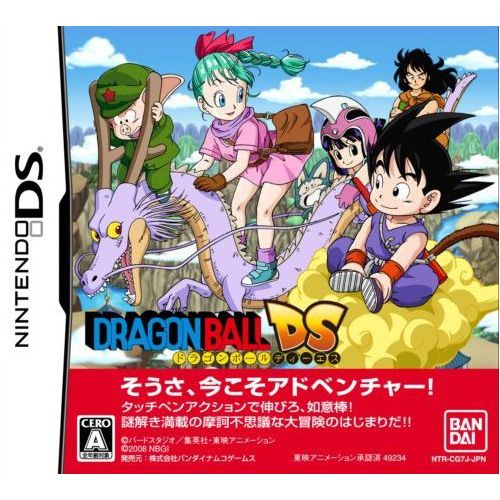 NINTENDO DS
DRAGON BALL DS
ドラゴンボールディーエス
そうさ、今こそアドベンチャー!
タッチペンアクションで伸びろ、如意棒!
謎解き満載の摩訶不思議な大冒険のはじまりだ!!
©バードスタジオ/集英社・東映アニメーション
©2008 NBGI
発売元:株式会社バンダイナムコゲームス
東映アニメーション承認済 49234
CERO
A
全年齢対象
BAN
DAI
NTR-CG7J-JPN